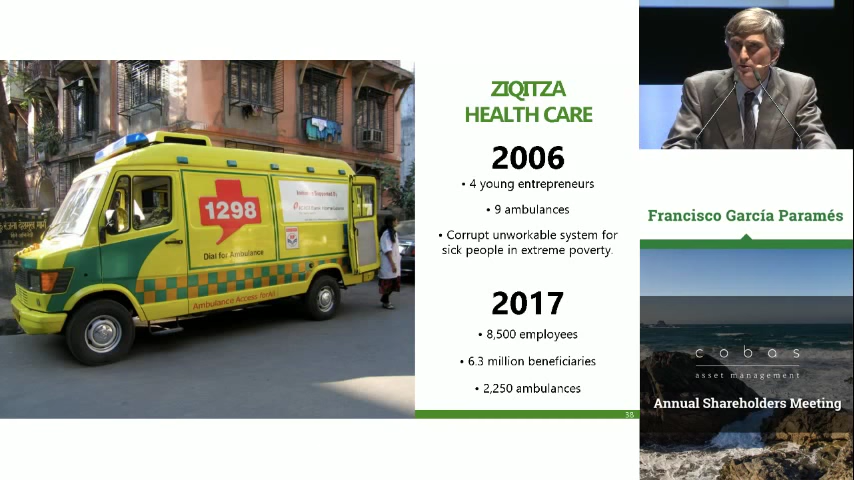 ZIQITZA
HEALTH CARE
2006
• 4 young entrepreneurs
• 9 ambulances
• Corrupt unworkable system for
sick people in extreme poverty.
2017
• 8,500 employees
• 6.3 million beneficiaries
• 2,250 ambulances
38
1298
Dial for Ambulance
Ambulance Access
Francisco García Paramés
cobas
asset management
Annual Shareholders Meeting